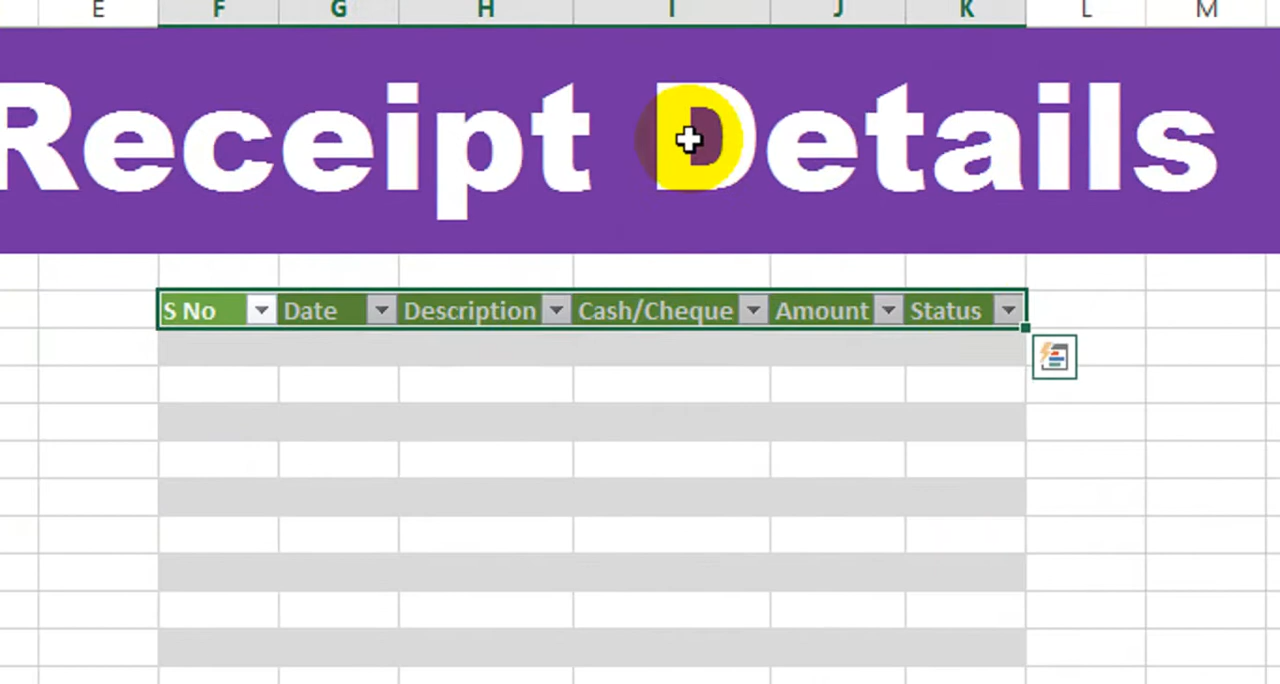 E F G H I J K L M
Receipt Details
S No Date Description Cash/Cheque Amount Status